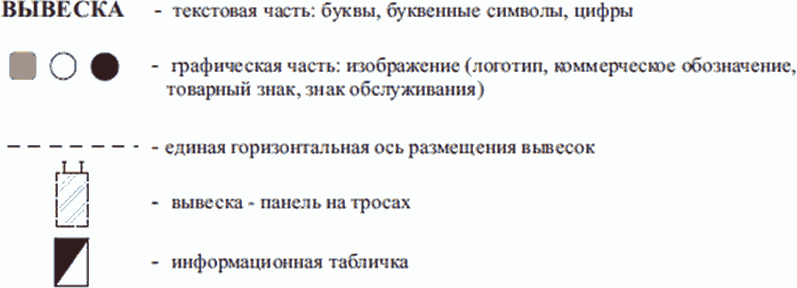 ВЫВЕСКА - текстовая часть: буквы, буквенные символы, цифры
- графическая часть: изображение (логотип, коммерческое обозначение,
товарный знак, знак обслуживания)
- единая горизонтальная ось размещения вывесок
- вывеска - панель на тросах
- информационная табличка